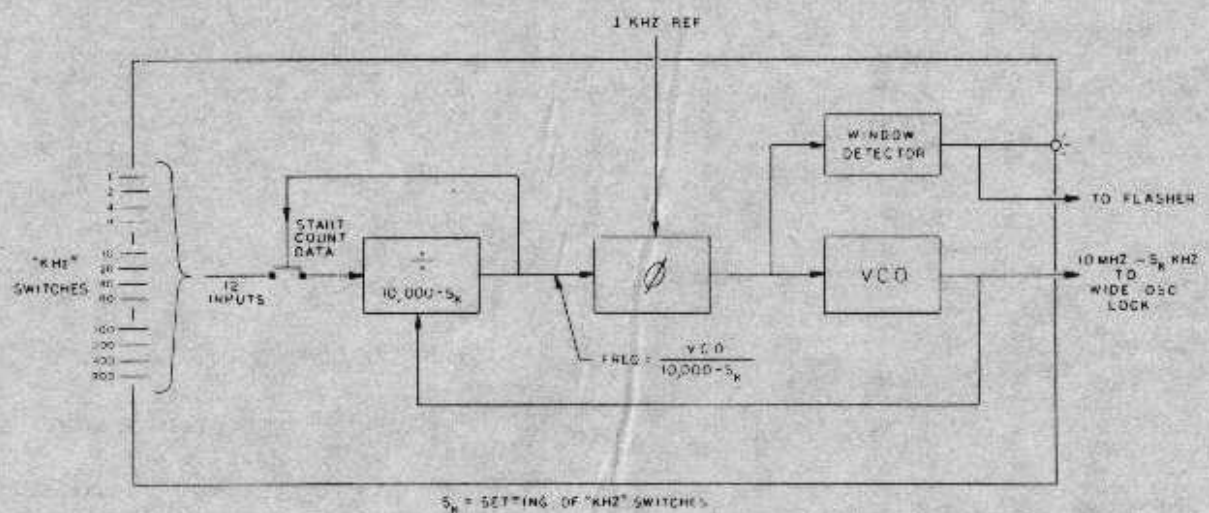 1 KHZ REF
WINDOW
DETECTOR
TO FLASHER
1
2
4
START
COUNT
DATA
10
20
80
"KHZ"
SWITCHES
12
INPUTS
÷
10,000-S_K
Ø
VCO
10 MHZ - S_K KHZ
TO
WIDE OSC
LOCK
100
200
400
800
FREQ = VCO
10,000-S_K
S_K = SETTING OF "KHZ" SWITCHES